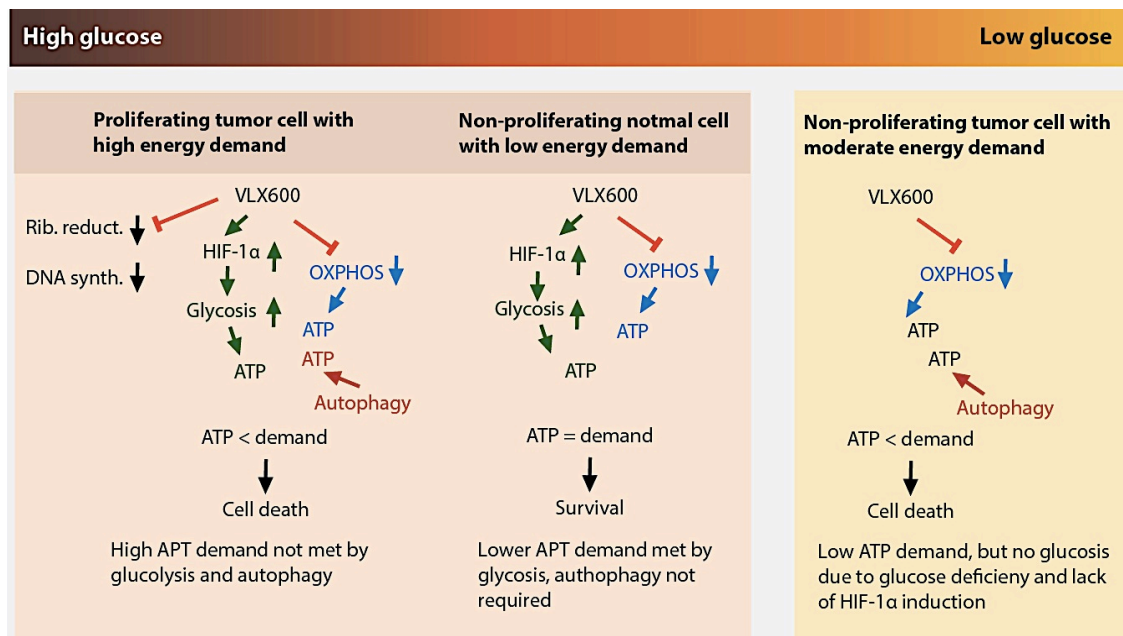 High glucose
Low glucose
Proliferating tumor cell with
high energy demand
VLX600
Rib. reduct.
HIF-1α
DNA synth.
OXPHOS
Glycosis
ATP
ATP
ATP
Autophagy
ATP < demand
Cell death
High APT demand not met by
glucolysis and autophagy
Non-proliferating notmal cell
with low energy demand
VLX600
HIF-1α
OXPHOS
Glycosis
ATP
ATP
ATP = demand
Survival
Lower APT demand met by
glycosis, authophagy not
required
Non-proliferating tumor cell with
moderate energy demand
VLX600
OXPHOS
ATP
ATP
Autophagy
ATP < demand
Cell death
Low ATP demand, but no glucosis
due to glucose deficieny and lack
of HIF-1α induction